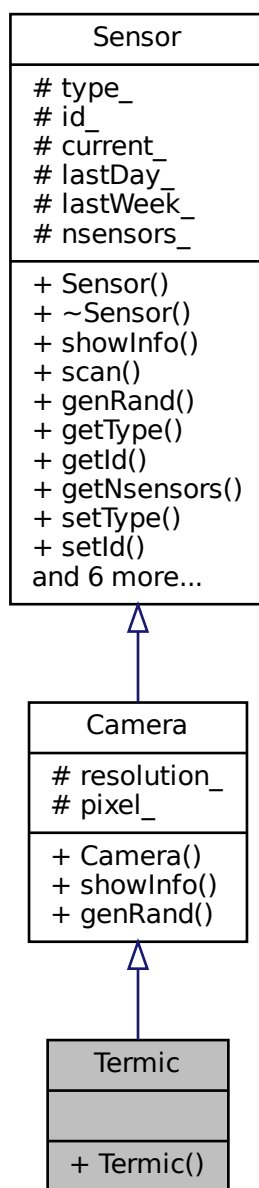 Sensor
# type_
# id_
# current_
# lastDay_
# lastWeek_
# nsensors_
+ Sensor()
+ ~Sensor()
+ showInfo()
+ scan()
+ genRand()
+ getType()
+ getId()
+ getNsensors()
+ setType()
+ setId()
and 6 more...
Camera
# resolution_
# pixel_
+ Camera()
+ showInfo()
+ genRand()
Termic
+ Termic()